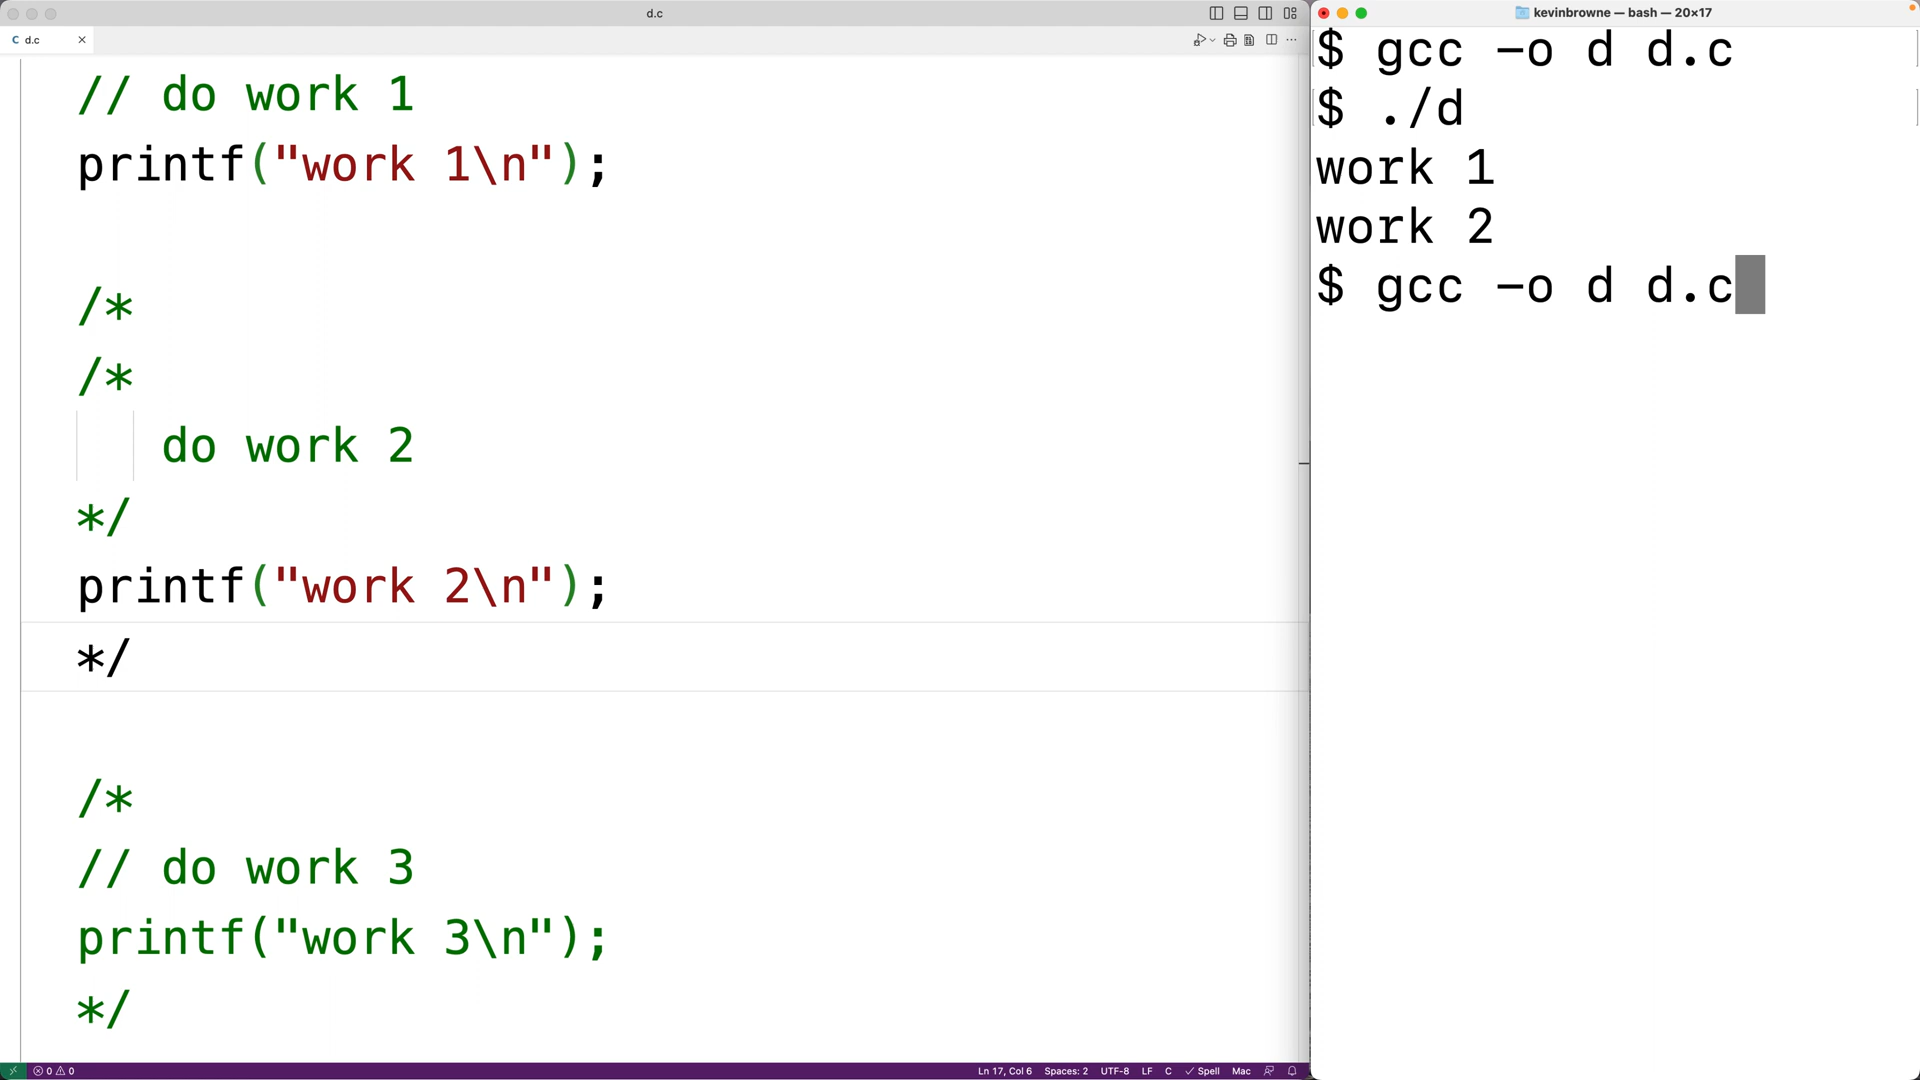 d.c
C d.c ×
// do work 1
printf("work 1\n");
/*
/*
do work 2
*/
printf("work 2\n");
*/
/*
// do work 3
printf("work 3\n");
*/
0 0
Ln 17, Col 6 Spaces: 2 UTF-8 LF C ✓ Spell Mac
kevinbrowne — bash — 20×17
$ gcc -o d d.c
$ ./d
work 1
work 2
$ gcc -o d d.c